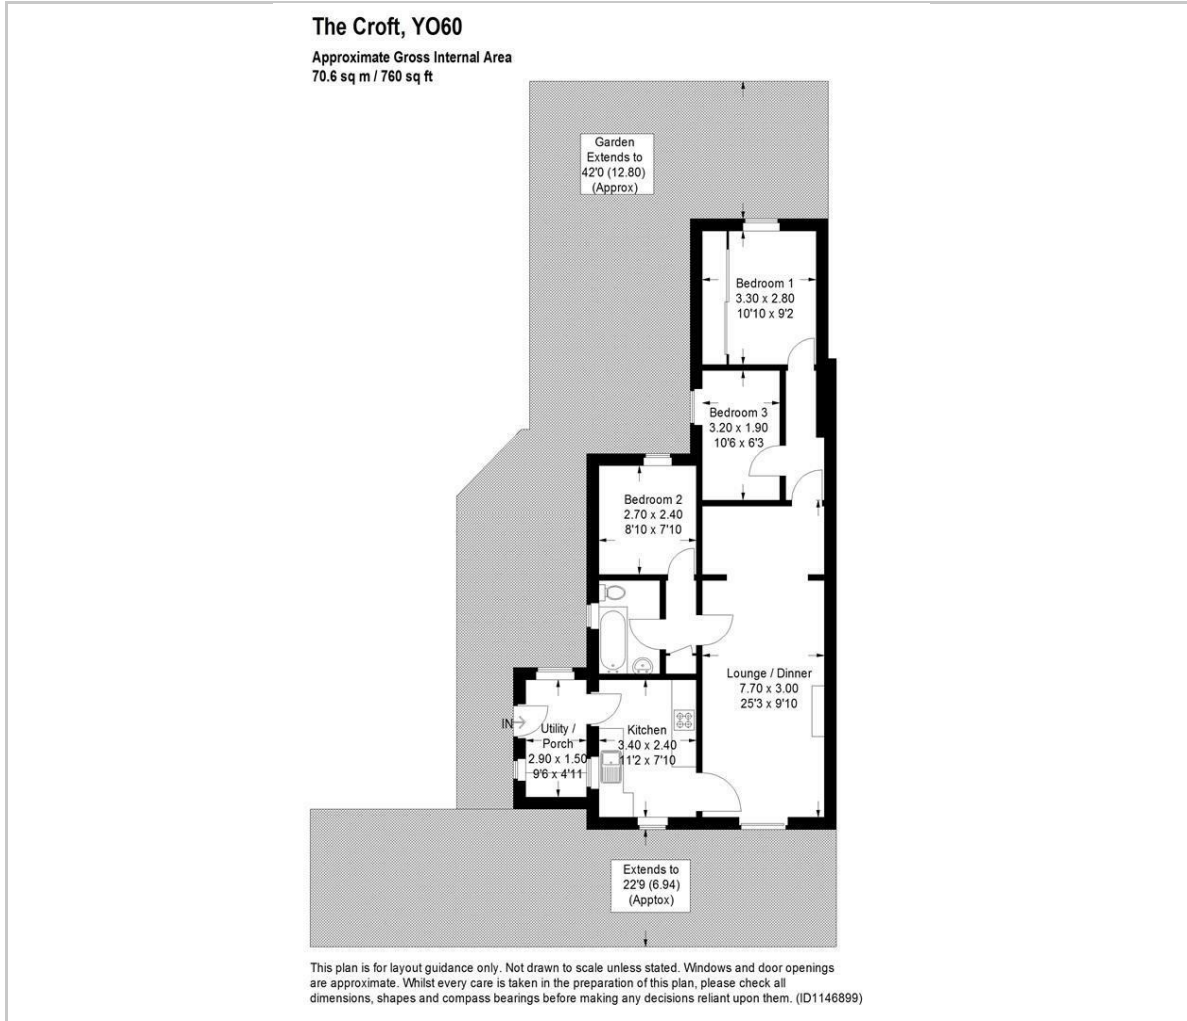 The Croft, YO60
Approximate Gross Internal Area
70.6 sq m / 760 sq ft
Garden
Extends to
42'0 (12.80)
(Approx)
Bedroom 1
3.30 x 2.80
10'10 x 9'2
Bedroom 3
3.20 x 1.90
10'6 x 6'3
Bedroom 2
2.70 x 2.40
8'10 x 7'10
Lounge / Dinner
7.70 x 3.00
25'3 x 9'10
IN
Utility /
Porch
2.90 x 1.50
9'6 x 4'11
Kitchen
3.40 x 2.40
11'2 x 7'10
Extends to
22'9 (6.94)
(Apptox)
This plan is for layout guidance only. Not drawn to scale unless stated. Windows and door openings
are approximate. Whilst every care is taken in the preparation of this plan, please check all
dimensions, shapes and compass bearings before making any decisions reliant upon them. (ID1146899)